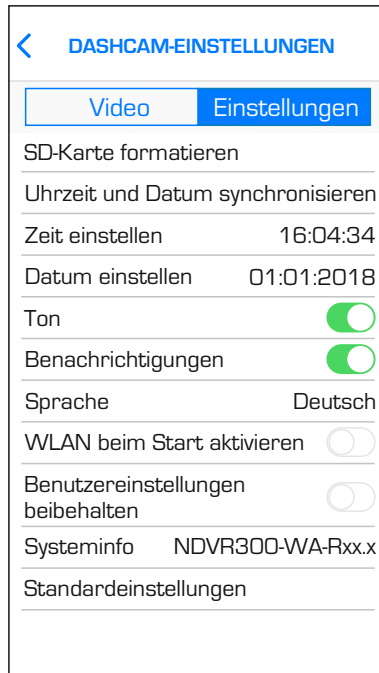 DASHCAM-EINSTELLUNGEN
Video Einstellungen
SD-Karte formatieren
Uhrzeit und Datum synchronisieren
Zeit einstellen 16:04:34
Datum einstellen 01:01:2018
Ton
Benachrichtigungen
Sprache Deutsch
WLAN beim Start aktivieren
Benutzereinstellungen
beibehalten
Systeminfo NDVR300-WA-Rxx.x
Standardeinstellungen